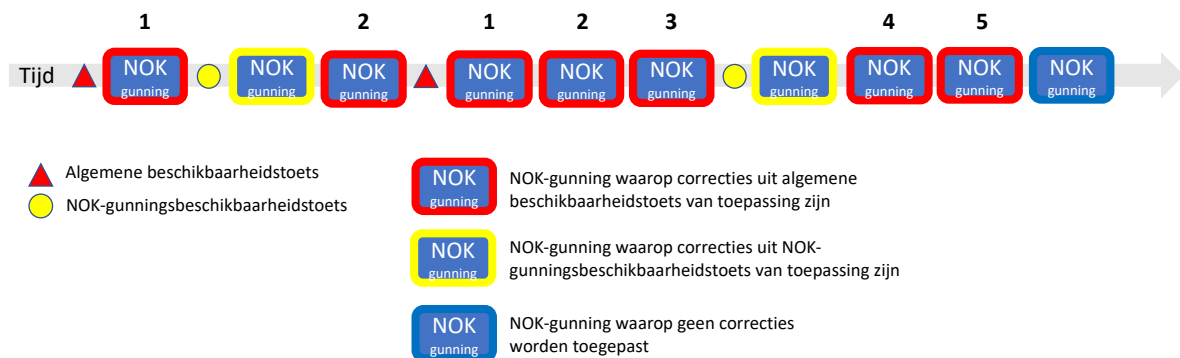 1 2 1 2 3 4 5
Tijd NOK NOK NOK NOK NOK NOK NOK NOK NOK NOK
gunning gunning gunning gunning gunning gunning gunning gunning gunning gunning
Algemene beschikbaarheidstoets
NOK-gunningsbeschikbaarheidstoets
NOK
gunning
NOK-gunning waarop correcties uit algemene
beschikbaarheidstoets van toepassing zijn
NOK
gunning
NOK-gunning waarop correcties uit NOK-
gunningsbeschikbaarheidstoets van toepassing zijn
NOK
gunning
NOK-gunning waarop geen correcties
worden toegepast